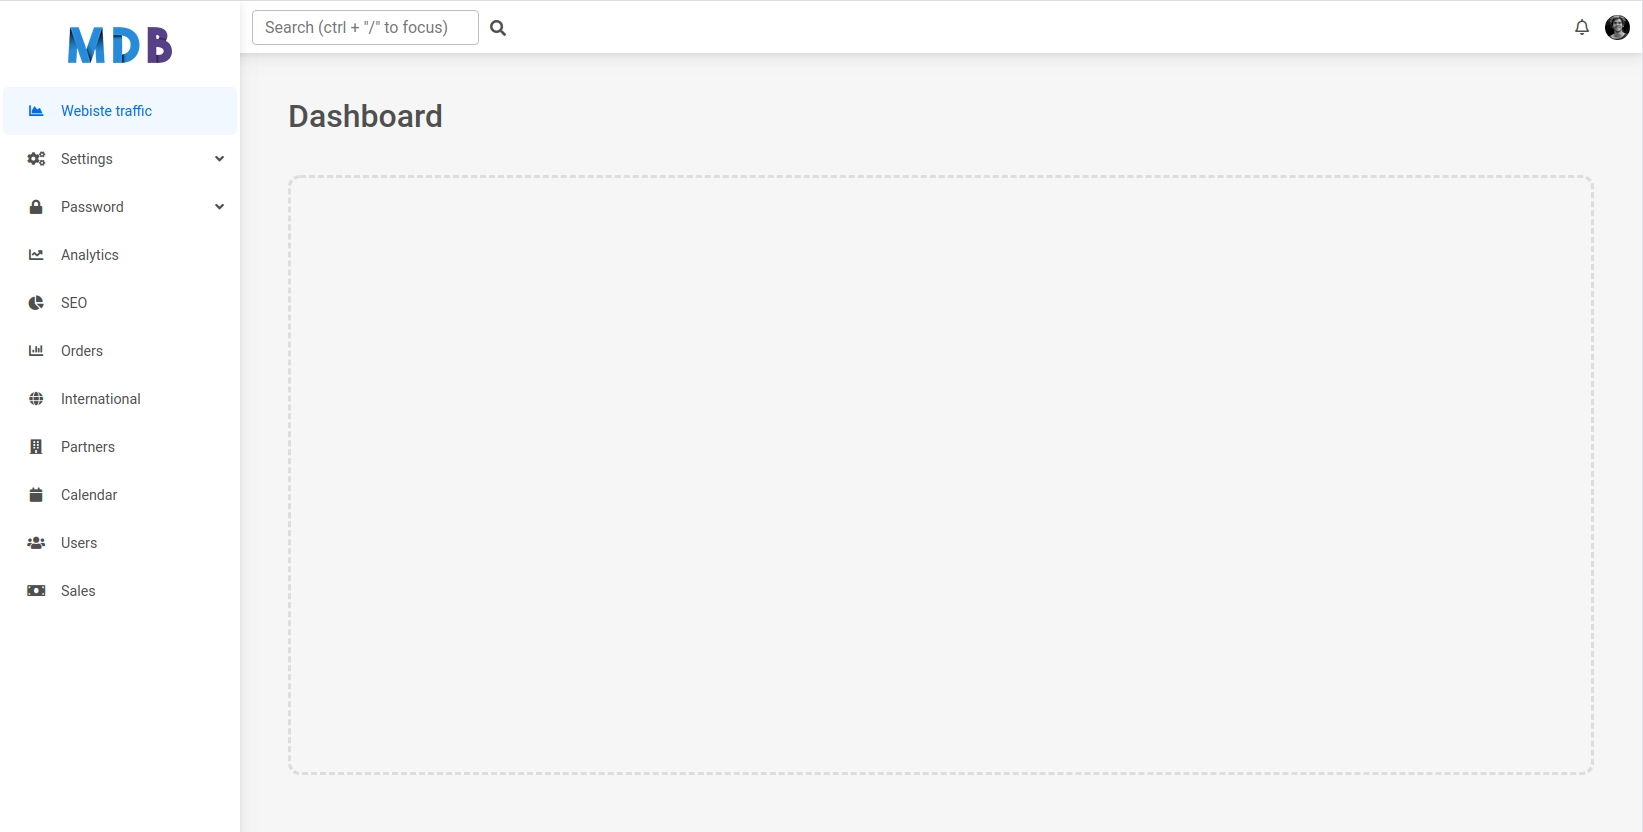 MDB
Search (ctrl + "/" to focus)
Webiste traffic
Settings
Password
Analytics
SEO
Orders
International
Partners
Calendar
Users
Sales
Dashboard